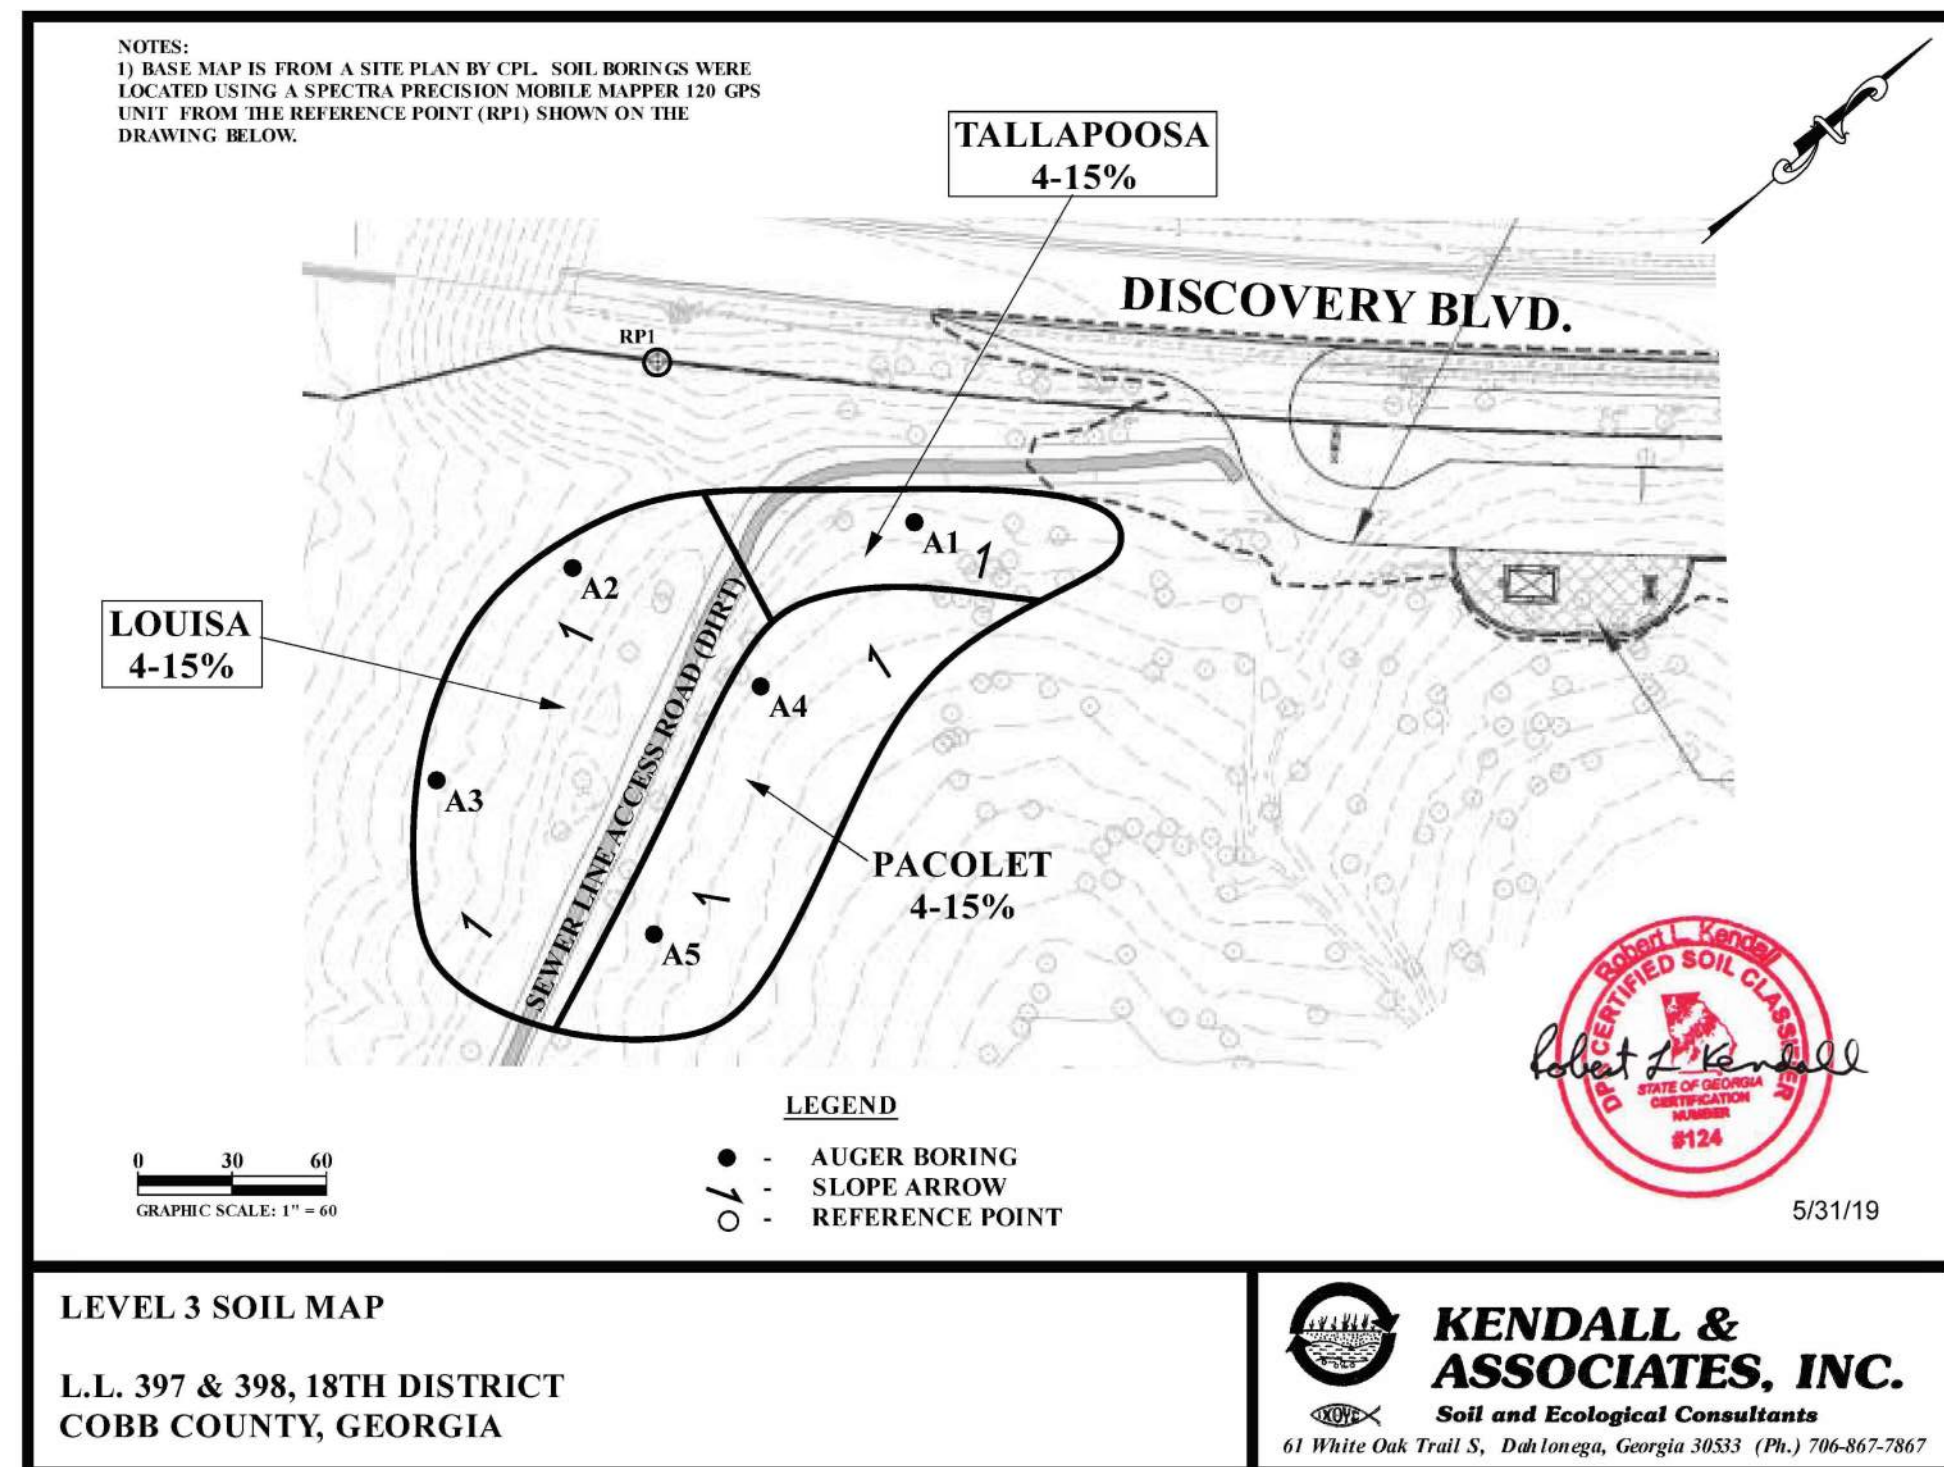 NOTES:
1) BASE MAP IS FROM A SITE PLAN BY CPL. SOIL BORINGS WERE
LOCATED USING A SPECTRA PRECISION MOBILE MAPPER 120 GPS
UNIT FROM THE REFERENCE POINT (RP1) SHOWN ON THE
DRAWING BELOW.
TALLAPOOSA
4-15%
DISCOVERY BLVD.
RP1
A1
A2
LOUISA
4-15%
SEWER LINE ACCESS ROAD (DIRT)
A4
A3
PACOLET
4-15%
A5
Robert L. Kendall
DPS CERTIFIED SOIL CLASSIFIER
STATE OF GEORGIA
CERTIFICATION
NUMBER
#124
Robert L Kendall
5/31/19
LEGEND
- AUGER BORING
- SLOPE ARROW
- REFERENCE POINT
0 30 60
GRAPHIC SCALE: 1" = 60
LEVEL 3 SOIL MAP
L.L. 397 & 398, 18TH DISTRICT
COBB COUNTY, GEORGIA
KENDALL &
ASSOCIATES, INC.
ΙΧΘΥΣ
Soil and Ecological Consultants
61 White Oak Trail S, Dahlonega, Georgia 30533 (Ph.) 706-867-7867